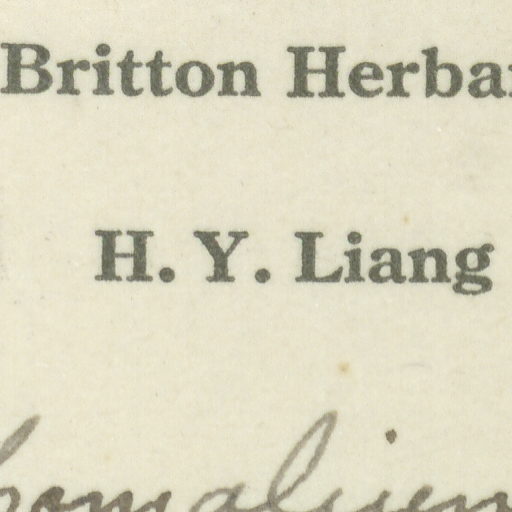 Britton Herba
H. Y. Liang